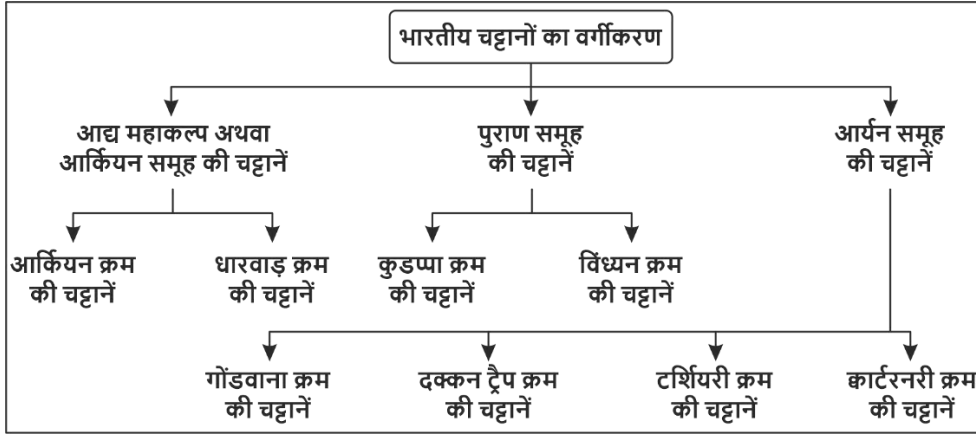 भारतीय चट्टानों का वर्गीकरण
आद्य महाकल्प अथवा
आर्कियन समूह की चट्टानें
पुराण समूह
की चट्टानें
आर्यन समूह
की चट्टानें
आर्कियन क्रम
की चट्टानें
धारवाड़ क्रम
की चट्टानें
कुडप्पा क्रम
की चट्टानें
विंध्यन क्रम
की चट्टानें
गोंडवाना क्रम
की चट्टानें
दक्कन ट्रैप क्रम
की चट्टानें
टर्शियरी क्रम
की चट्टानें
क्वार्टरनरी क्रम
की चट्टानें